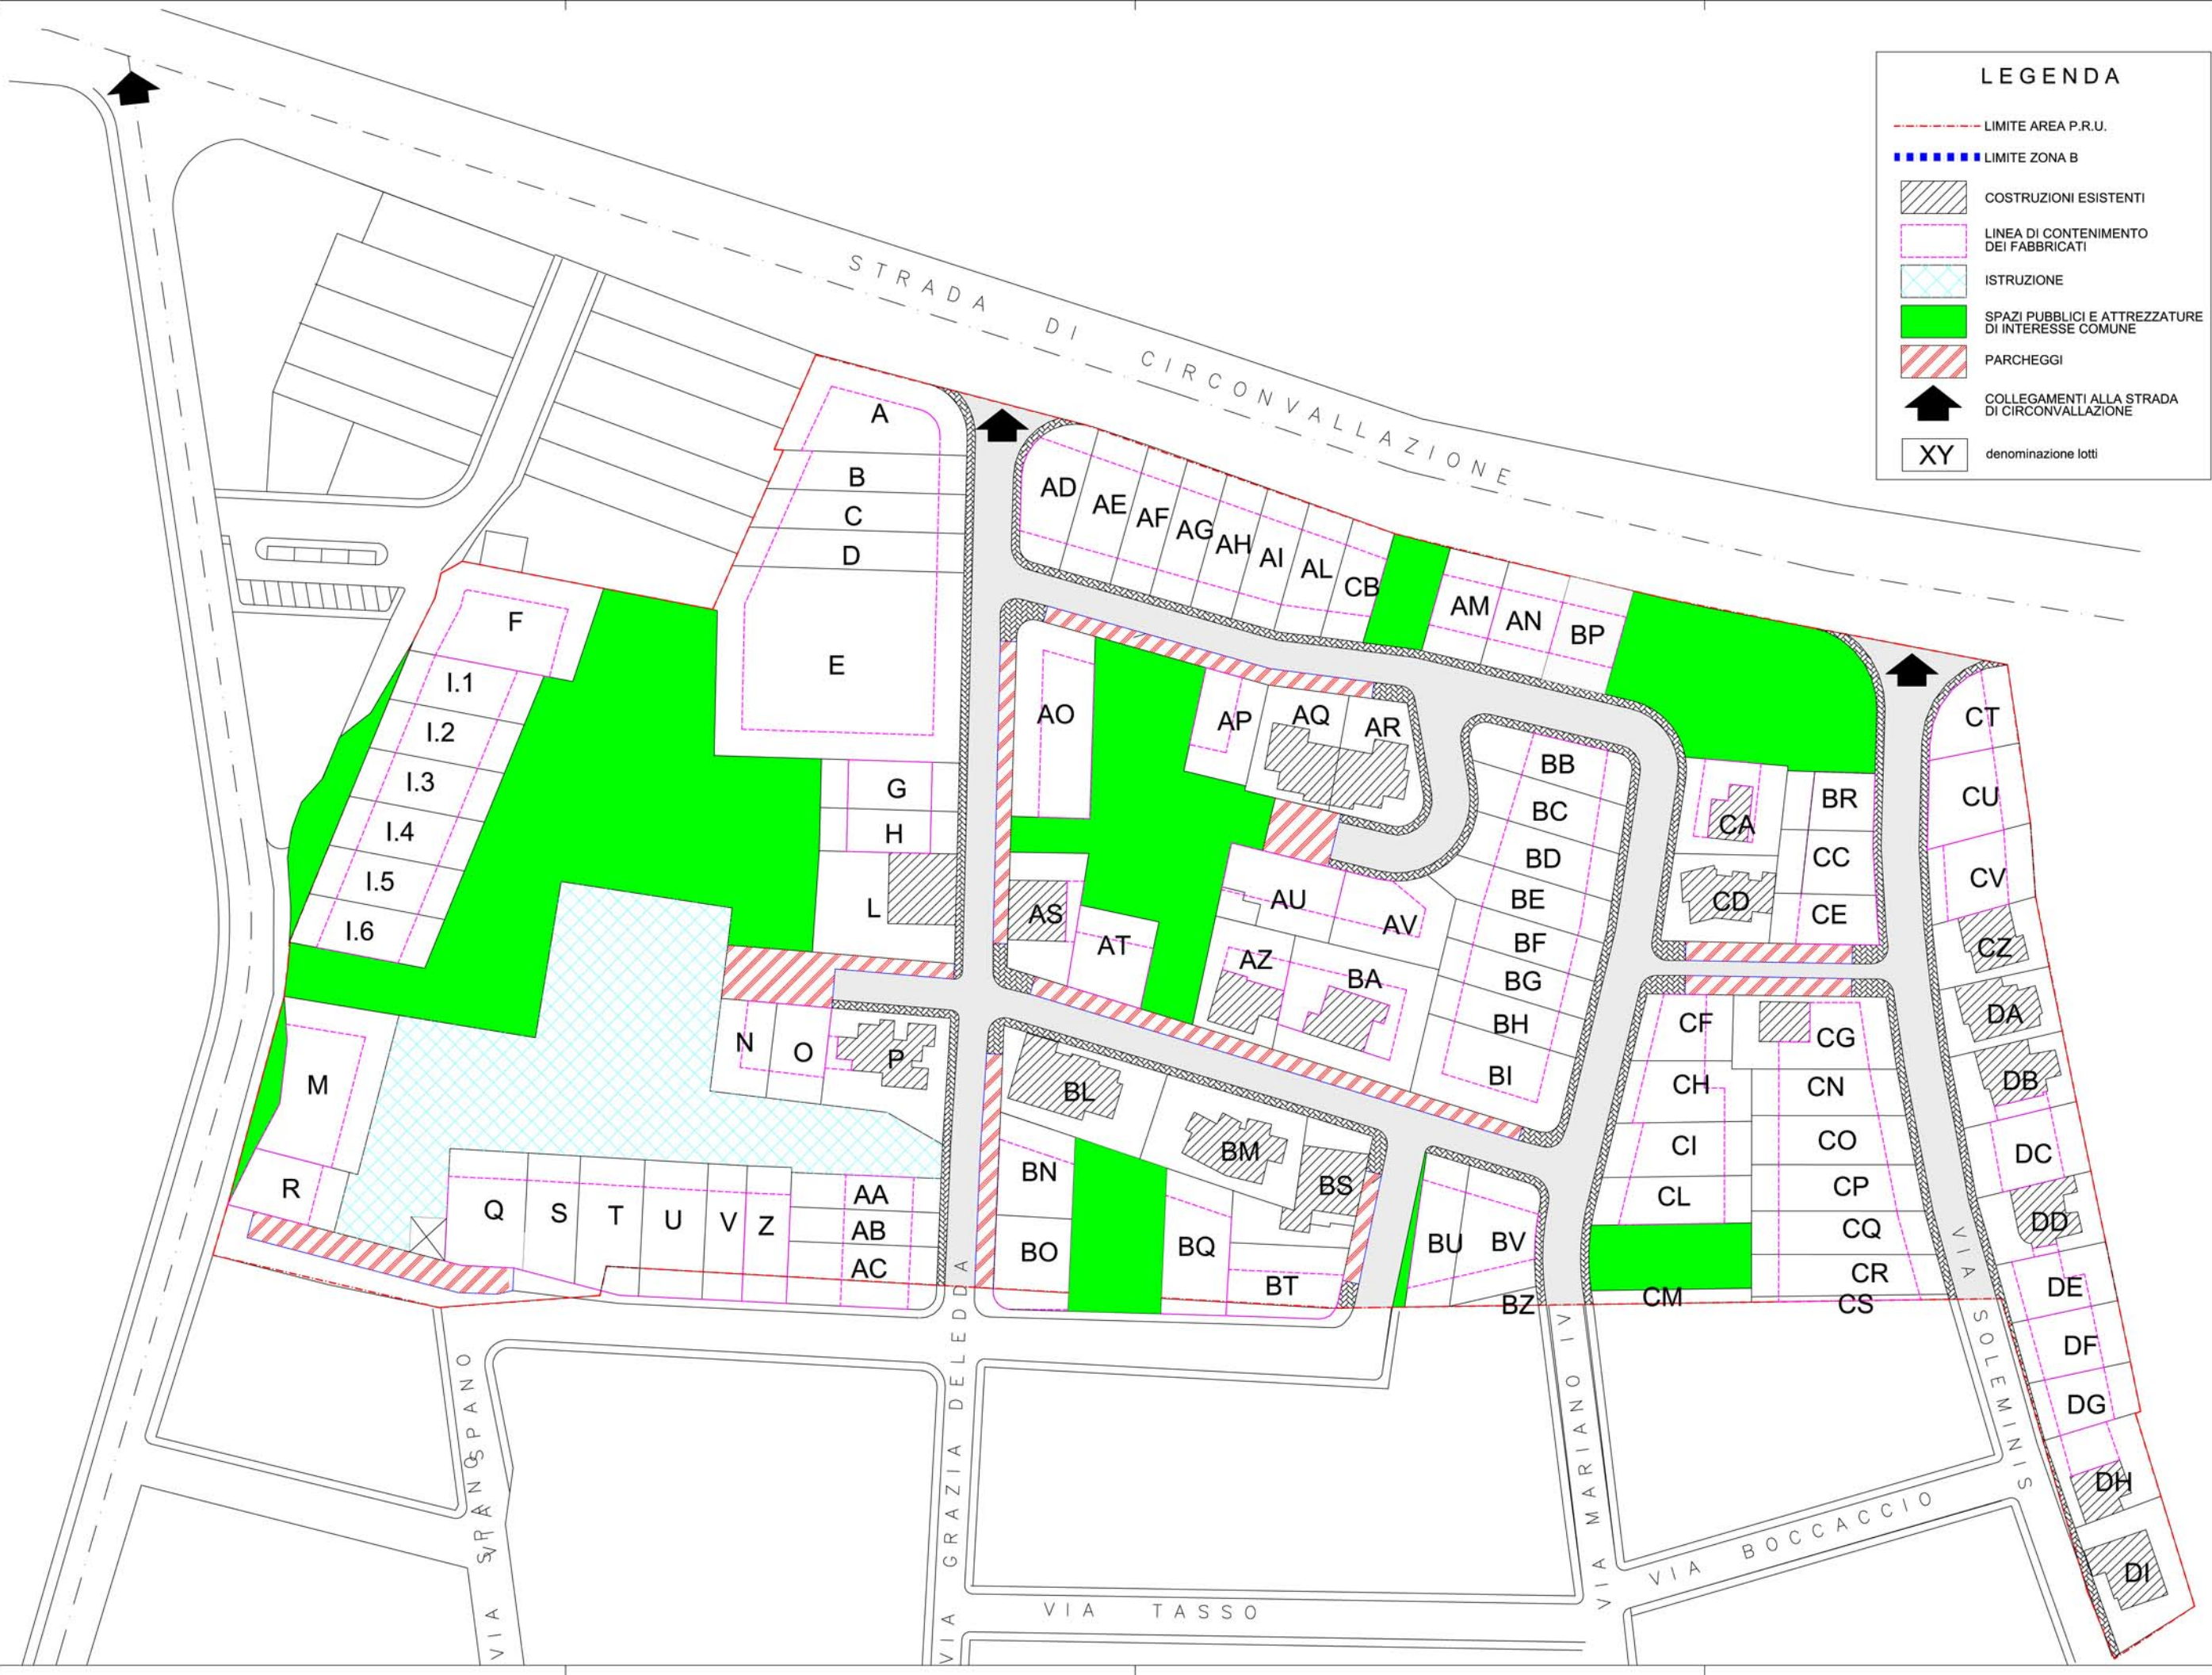 LEGENDA
LIMITE AREA P.R.U.
LIMITE ZONA B
COSTRUZIONI ESISTENTI
LINEA DI CONTENIMENTO
DEI FABBRICATI
ISTRUZIONE
SPAZI PUBBLICI E ATTREZZATURE
DI INTERESSE COMUNE
PARCHEGGI
COLLEGAMENTI ALLA STRADA
DI CIRCONVALLAZIONE
XY
denominazione lotti
STRADA DI CIRCONVALLAZIONE
A
B
C
D
E
F
I.1
I.2
I.3
I.4
I.5
I.6
G
H
L
M
R
N
O
P
Q
S
T
U
V
Z
AA
AB
AC
AD
AE
AF
AG
AH
AI
AL
CB
AM
AN
BP
AO
AP
AQ
AR
AS
AT
AU
AV
AZ
BA
BB
BC
BD
BE
BF
BG
BH
BI
BL
BM
BN
BO
BQ
BS
BT
BU
BV
BZ
CA
BR
CC
CD
CE
CF
CG
CH
CI
CL
CM
CN
CO
CP
CQ
CR
CS
CT
CU
CV
CZ
DA
DB
DC
DD
DE
DF
DG
DH
DI
VIA SPANO
VIA SPANO
VIA GRAZIA DELEDDA
VIA
VIA TASSO
VIA MARIANO IV
VIA BOCCACCIO
VIA SOLEMINIS